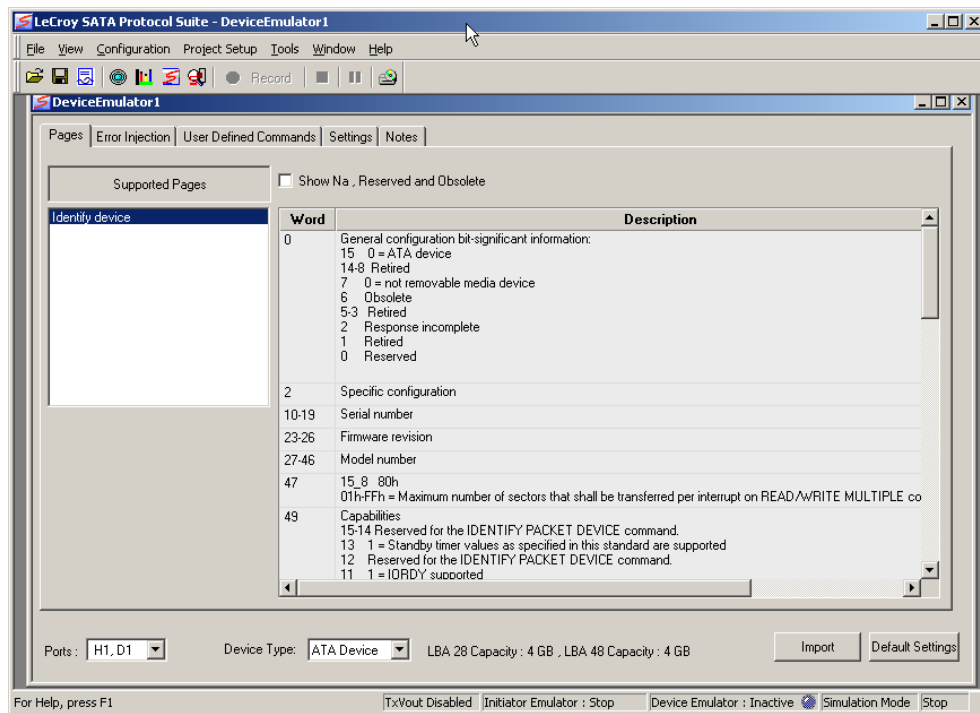 LeCroy SATA Protocol Suite - DeviceEmulator1
File View Configuration Project Setup Tools Window Help
Record
DeviceEmulator1
Pages Error Injection User Defined Commands Settings Notes
Supported Pages
Show Na , Reserved and Obsolete
Identify device
Word Description
0 General configuration bit-significant information:
15 0 = ATA device
14-8 Retired
7 0 = not removable media device
6 Obsolete
5-3 Retired
2 Response incomplete
1 Retired
0 Reserved
2 Specific configuration
10-19 Serial number
23-26 Firmware revision
27-46 Model number
47 15_8 80h
01h-FFh = Maximum number of sectors that shall be transferred per interrupt on READ/WRITE MULTIPLE co
49 Capabilities
15-14 Reserved for the IDENTIFY PACKET DEVICE command.
13 1 = Standby timer values as specified in this standard are supported
12 Reserved for the IDENTIFY PACKET DEVICE command.
11 1 = IORDY supported
Ports : H1, D1 Device Type: ATA Device LBA 28 Capacity : 4 GB , LBA 48 Capacity : 4 GB Import Default Settings
For Help, press F1 TxVout Disabled Initiator Emulator : Stop Device Emulator : Inactive Simulation Mode Stop